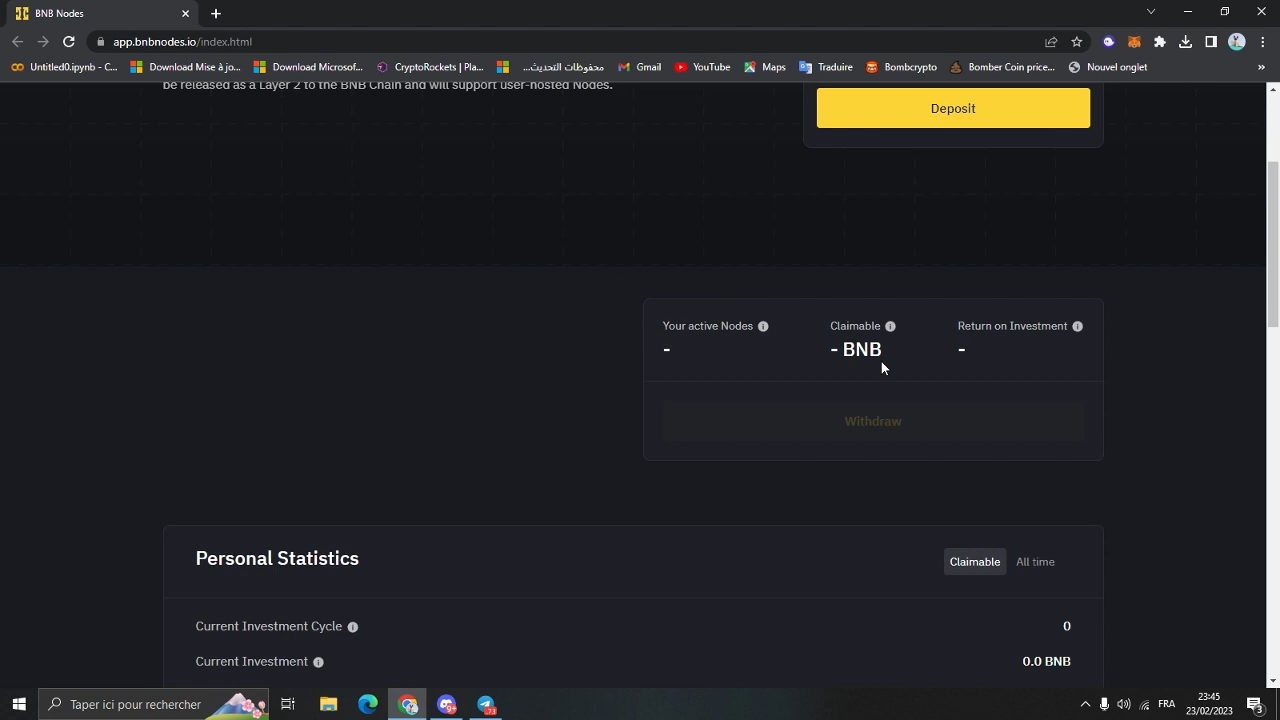 BNB Nodes
app.bnbnodes.io/index.html
Untitled0.ipynb - C...
Download Mise à jo...
Download Microsof...
CryptoRockets | Pla...
محفوظات التحديث...
Gmail
YouTube
Maps
Traduire
Bombcrypto
Bomber Coin price...
Nouvel onglet
»
be released as a Layer 2 to the BNB Chain and will support user-hosted Nodes.
Deposit
Your active Nodes
Claimable
Return on Investment
-
- BNB
-
Withdraw
Personal Statistics
Claimable
All time
Current Investment Cycle
0
Current Investment
0.0 BNB
Taper ici pour rechercher
9+
73
FRA
23:45
23/02/2023
3